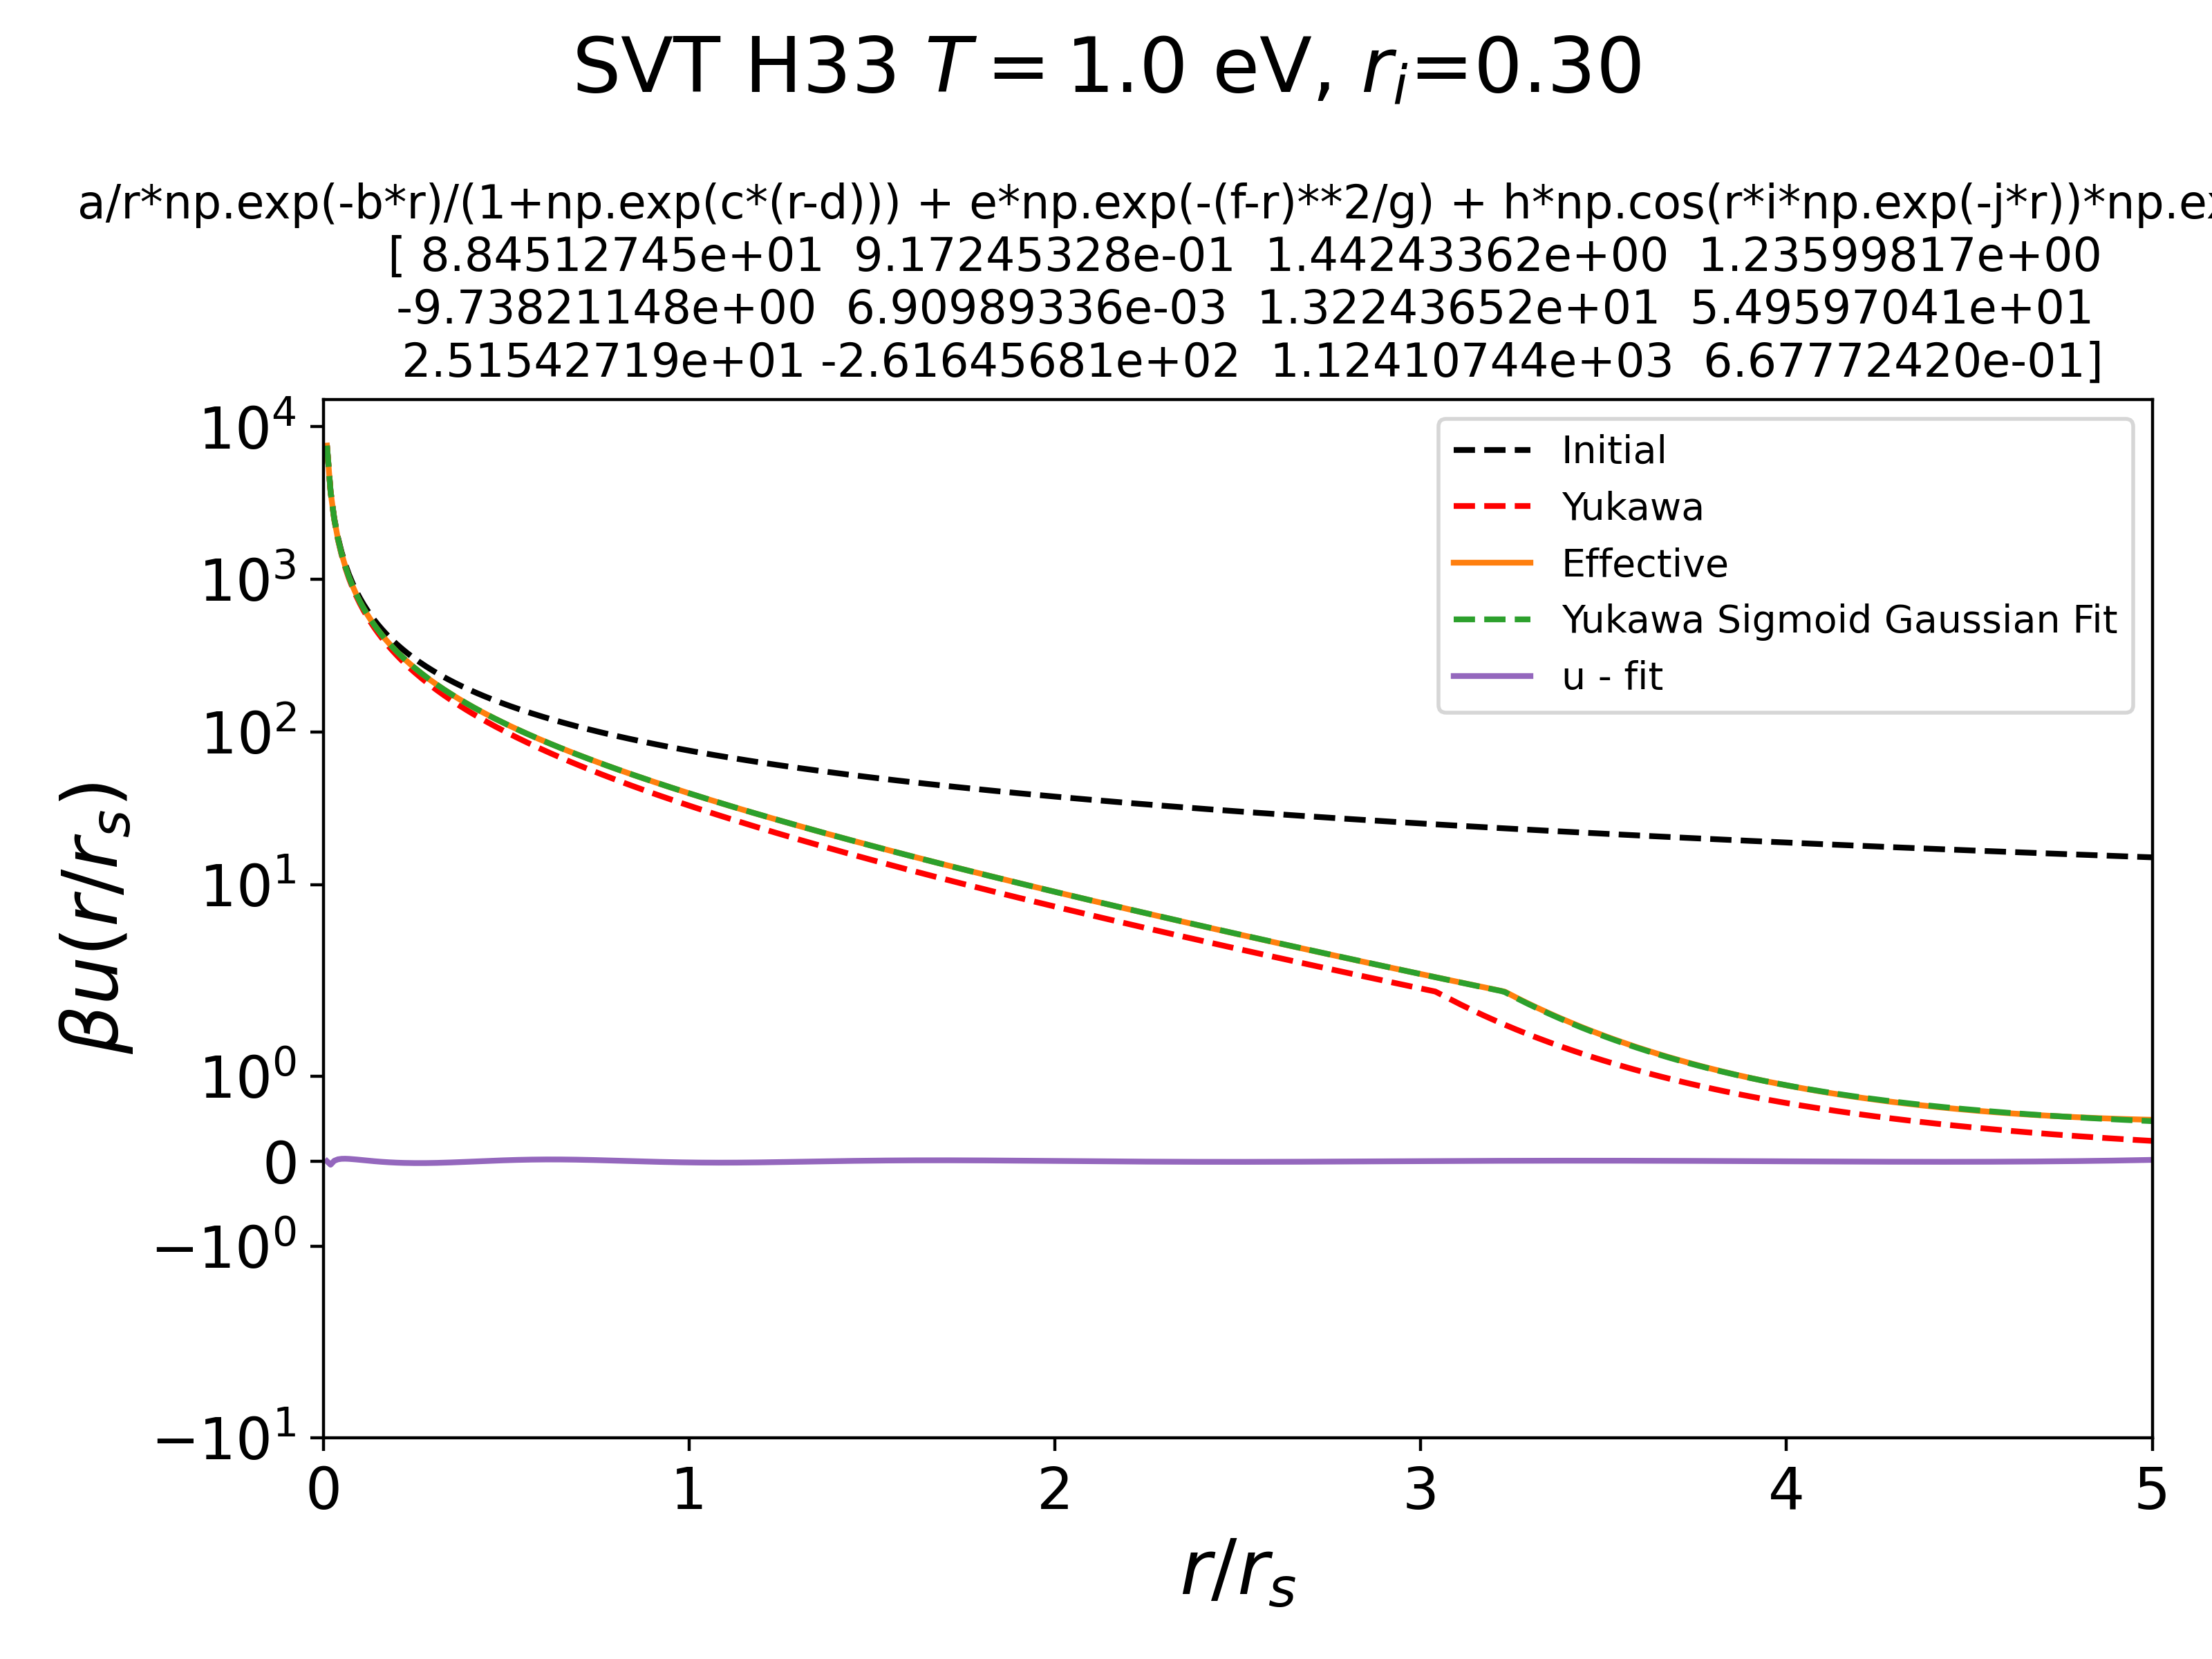 SVT H33 T = 1.0 eV, r_i=0.30
a/r*np.exp(-b*r)/(1+np.exp(c*(r-d))) + e*np.exp(-(f-r)**2/g) + h*np.cos(r*i*np.exp(-j*r))*np.ex
[ 8.84512745e+01 9.17245328e-01 1.44243362e+00 1.23599817e+00
-9.73821148e+00 6.90989336e-03 1.32243652e+01 5.49597041e+01
2.51542719e+01 -2.61645681e+02 1.12410744e+03 6.67772420e-01]
10^4
10^3
10^2
10^1
10^0
0
−10^0
−10^1
βu(r/r_s)
Initial
Yukawa
Effective
Yukawa Sigmoid Gaussian Fit
u - fit
0 1 2 3 4 5
r/r_s